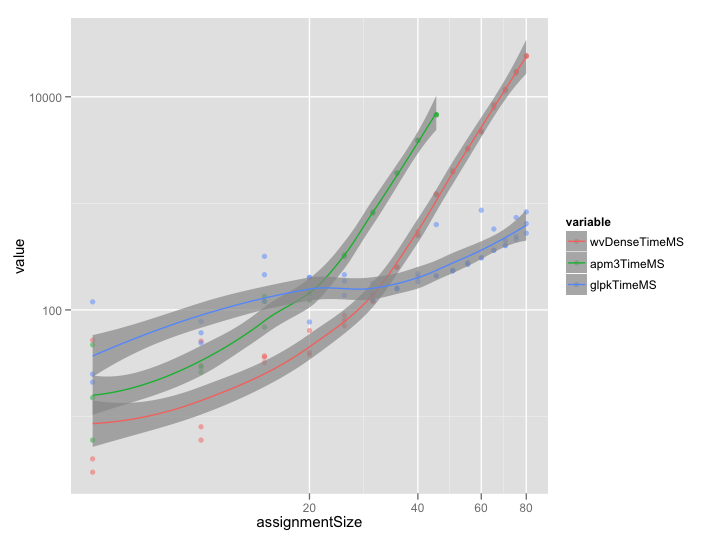 10000
100
value
20
40
60
80
assignmentSize
variable
wvDenseTimeMS
apm3TimeMS
glpkTimeMS